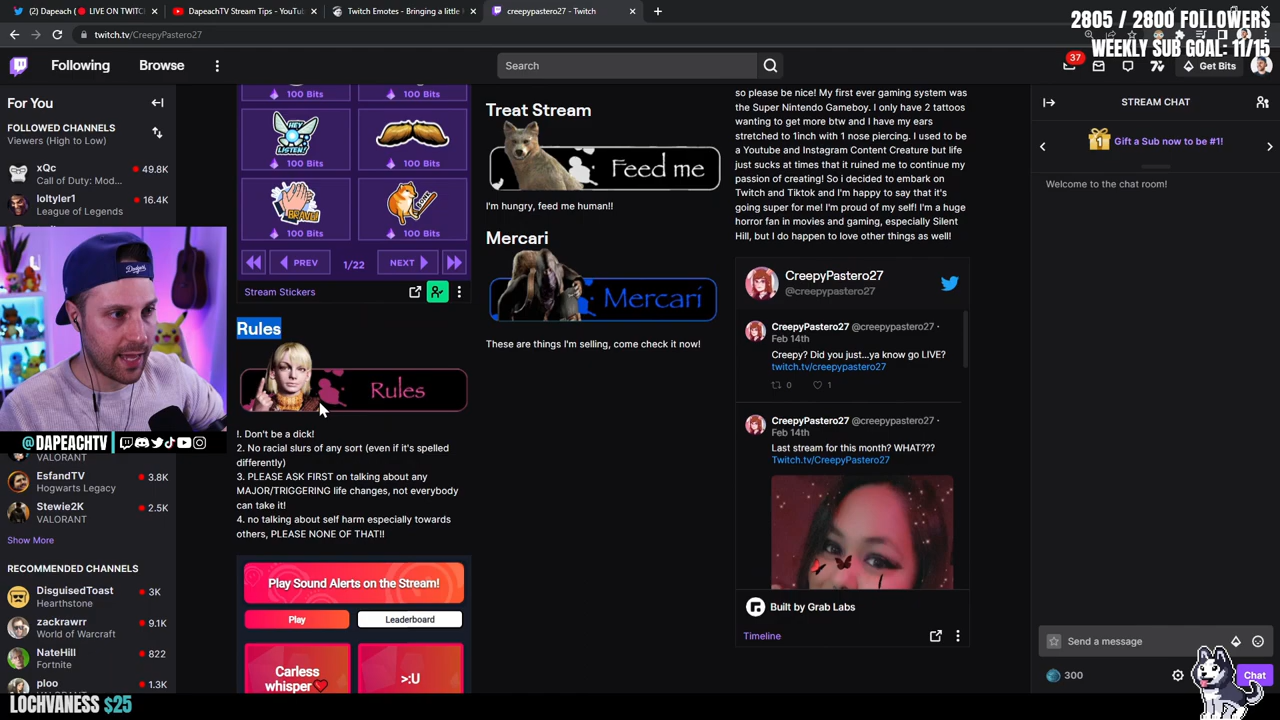 (2) Dapeach (🔴 LIVE ON TWITC
DapeachTV Stream Tips - YouTu
Twitch Emotes - Bringing a little
creepypastero27 - Twitch
twitch.tv/CreepyPastero27
2805 / 2800 FOLLOWERS
WEEKLY SUB GOAL: 11/15
Following
Browse
Search
37
Get Bits
For You
FOLLOWED CHANNELS
Viewers (High to Low)
xQc
49.8K
Call of Duty: Mod...
loltyler1
16.4K
League of Legends
@DAPEACHTV
VALORANT
EsfandTV
3.8K
Hogwarts Legacy
Stewie2K
2.5K
VALORANT
Show More
RECOMMENDED CHANNELS
DisguisedToast
3K
Hearthstone
zackrawrr
9.1K
World of Warcraft
NateHill
822
Fortnite
ploo
1.3K
VALORANT
LOCHVANESS $25
100 Bits
100 Bits
HEY LISTEN!
100 Bits
100 Bits
BRAVE!
100 Bits
100 Bits
PREV
1/22
NEXT
Stream Stickers
Rules
Rules
!. Don't be a dick!
2. No racial slurs of any sort (even if it's spelled
differently)
3. PLEASE ASK FIRST on talking about any
MAJOR/TRIGGERING life changes, not everybody
can take it!
4. no talking about self harm especially towards
others, PLEASE NONE OF THAT!!
Play Sound Alerts on the Stream!
Play
Leaderboard
Carless
whisper❤
>:U
Treat Stream
Feed me
I'm hungry, feed me human!!
Mercari
Mercari
These are things I'm selling, come check it now!
so please be nice! My first ever gaming system was
the Super Nintendo Gameboy. I only have 2 tattoos
wanting to get more btw and I have my ears
stretched to 1inch with 1 nose piercing. I used to be
a Youtube and Instagram Content Creature but life
just sucks at times that it ruined me to continue my
passion of creating! So i decided to embark on
Twitch and Tiktok and I'm happy to say that it's
going super for me! I'm proud of my self! I'm a huge
horror fan in movies and gaming, especially Silent
Hill, but I do happen to love other things as well!
CreepyPastero27
@creepypastero27
CreepyPastero27 @creepypastero27 ·
Feb 14th
Creepy? Did you just...ya know go LIVE?
twitch.tv/creepypastero27
0
1
CreepyPastero27 @creepypastero27 ·
Feb 14th
Last stream for this month? WHAT???
Twitch.tv/CreepyPastero27
Built by Grab Labs
Timeline
STREAM CHAT
1
Gift a Sub now to be #1!
Welcome to the chat room!
Send a message
300
Chat